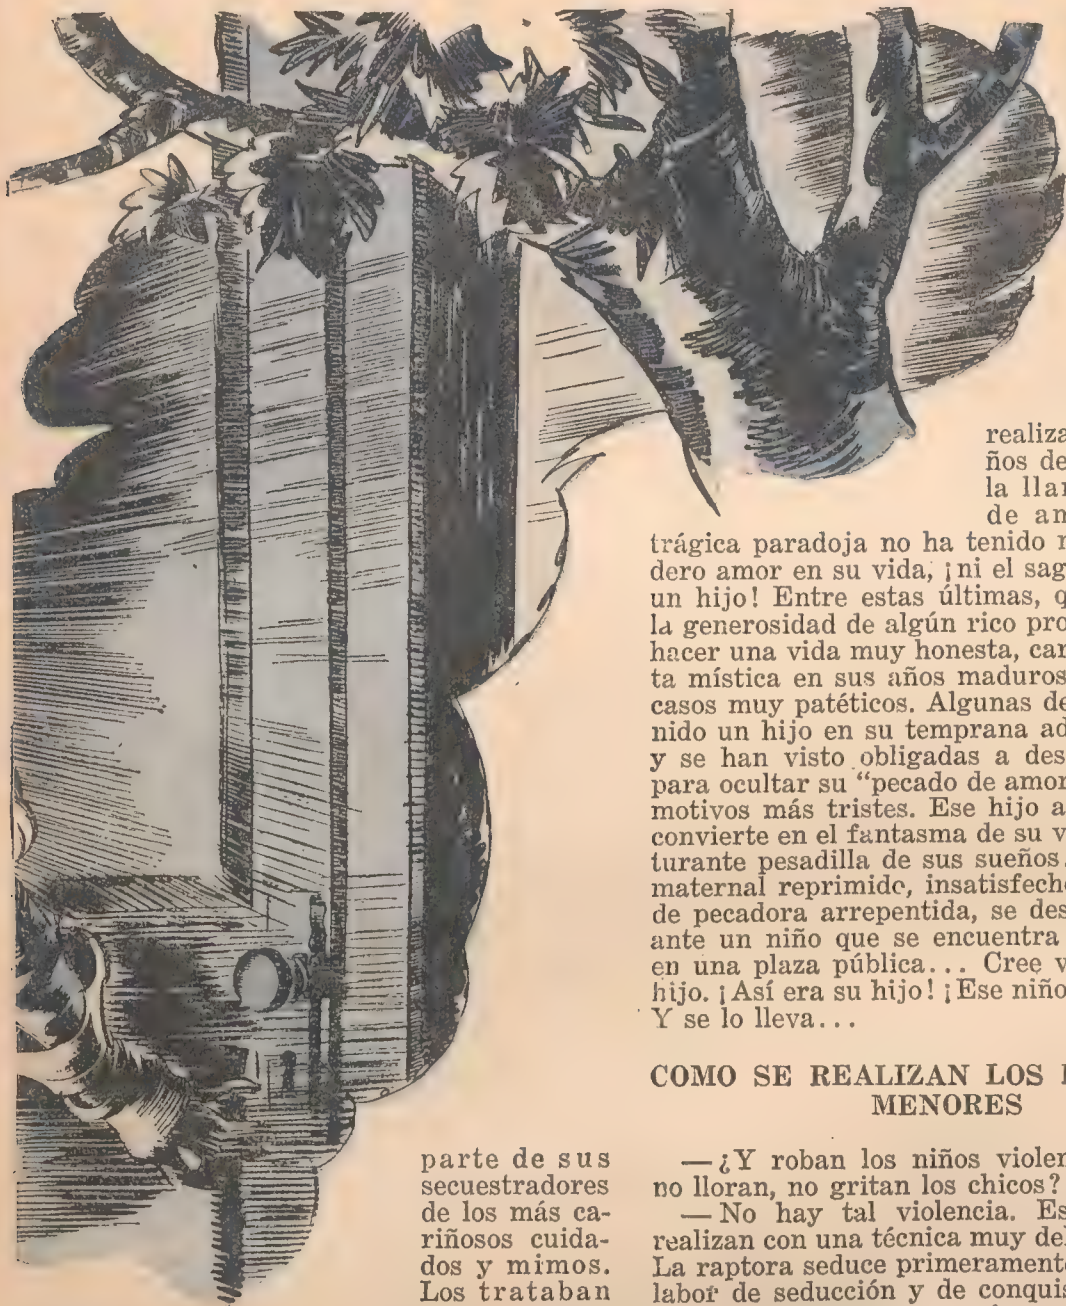 parte de sus
secuestradores
de los más ca-
riñosos cuida-
dos y mimos.
Los trataban
realiza
ños de
la llar
de an
trágica paradoja no ha tenido
dero amor en su vida, ¡ni el sag
un hijo! Entre estas últimas, q
la generosidad de algún rico pro
hacer una vida muy honesta, car
ta mística en sus años maduros
casos muy patéticos. Algunas de
nido un hijo en su temprana ad
y se han visto obligadas a des
para ocultar su "pecado de amor
motivos más tristes. Ese hijo a
convierte en el fantasma de su v
turante pesadilla de sus sueños.
maternal reprimido, insatisfech
de pecadora arrepentida, se des
ante un niño que se encuentra
en una plaza pública... Cree v
hijo. ¡Así era su hijo! ¡Ese niño
Y se lo lleva...
COMO SE REALIZAN LOS
MENORES
—¿Y roban los niños violen
no lloran, no gritan los chicos?
—No hay tal violencia. Es
realizan con una técnica muy de
La raptora seduce primerament
labor de seducción y de conquis